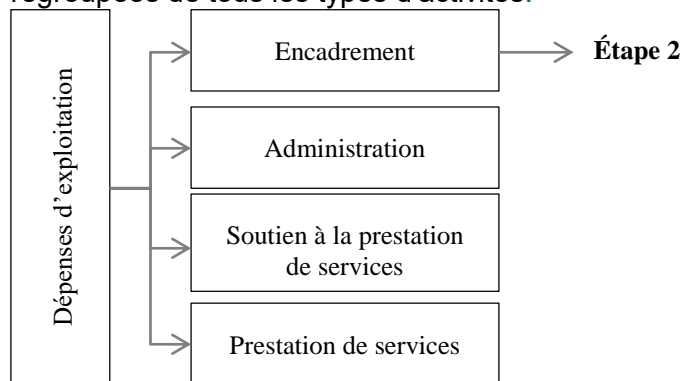 regroupées de tous les types d'activités.
Dépenses d'exploitation
Encadrement
Étape 2
Administration
Soutien à la prestation
de services
Prestation de services